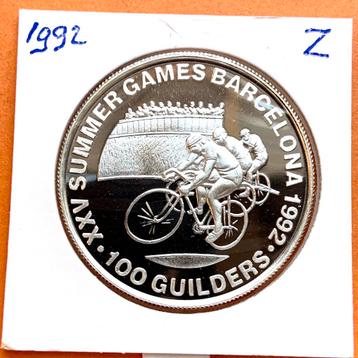 1992 Z
XXV SUMMER GAMES BARCELONA 1992 •
• 100 GUILDERS •